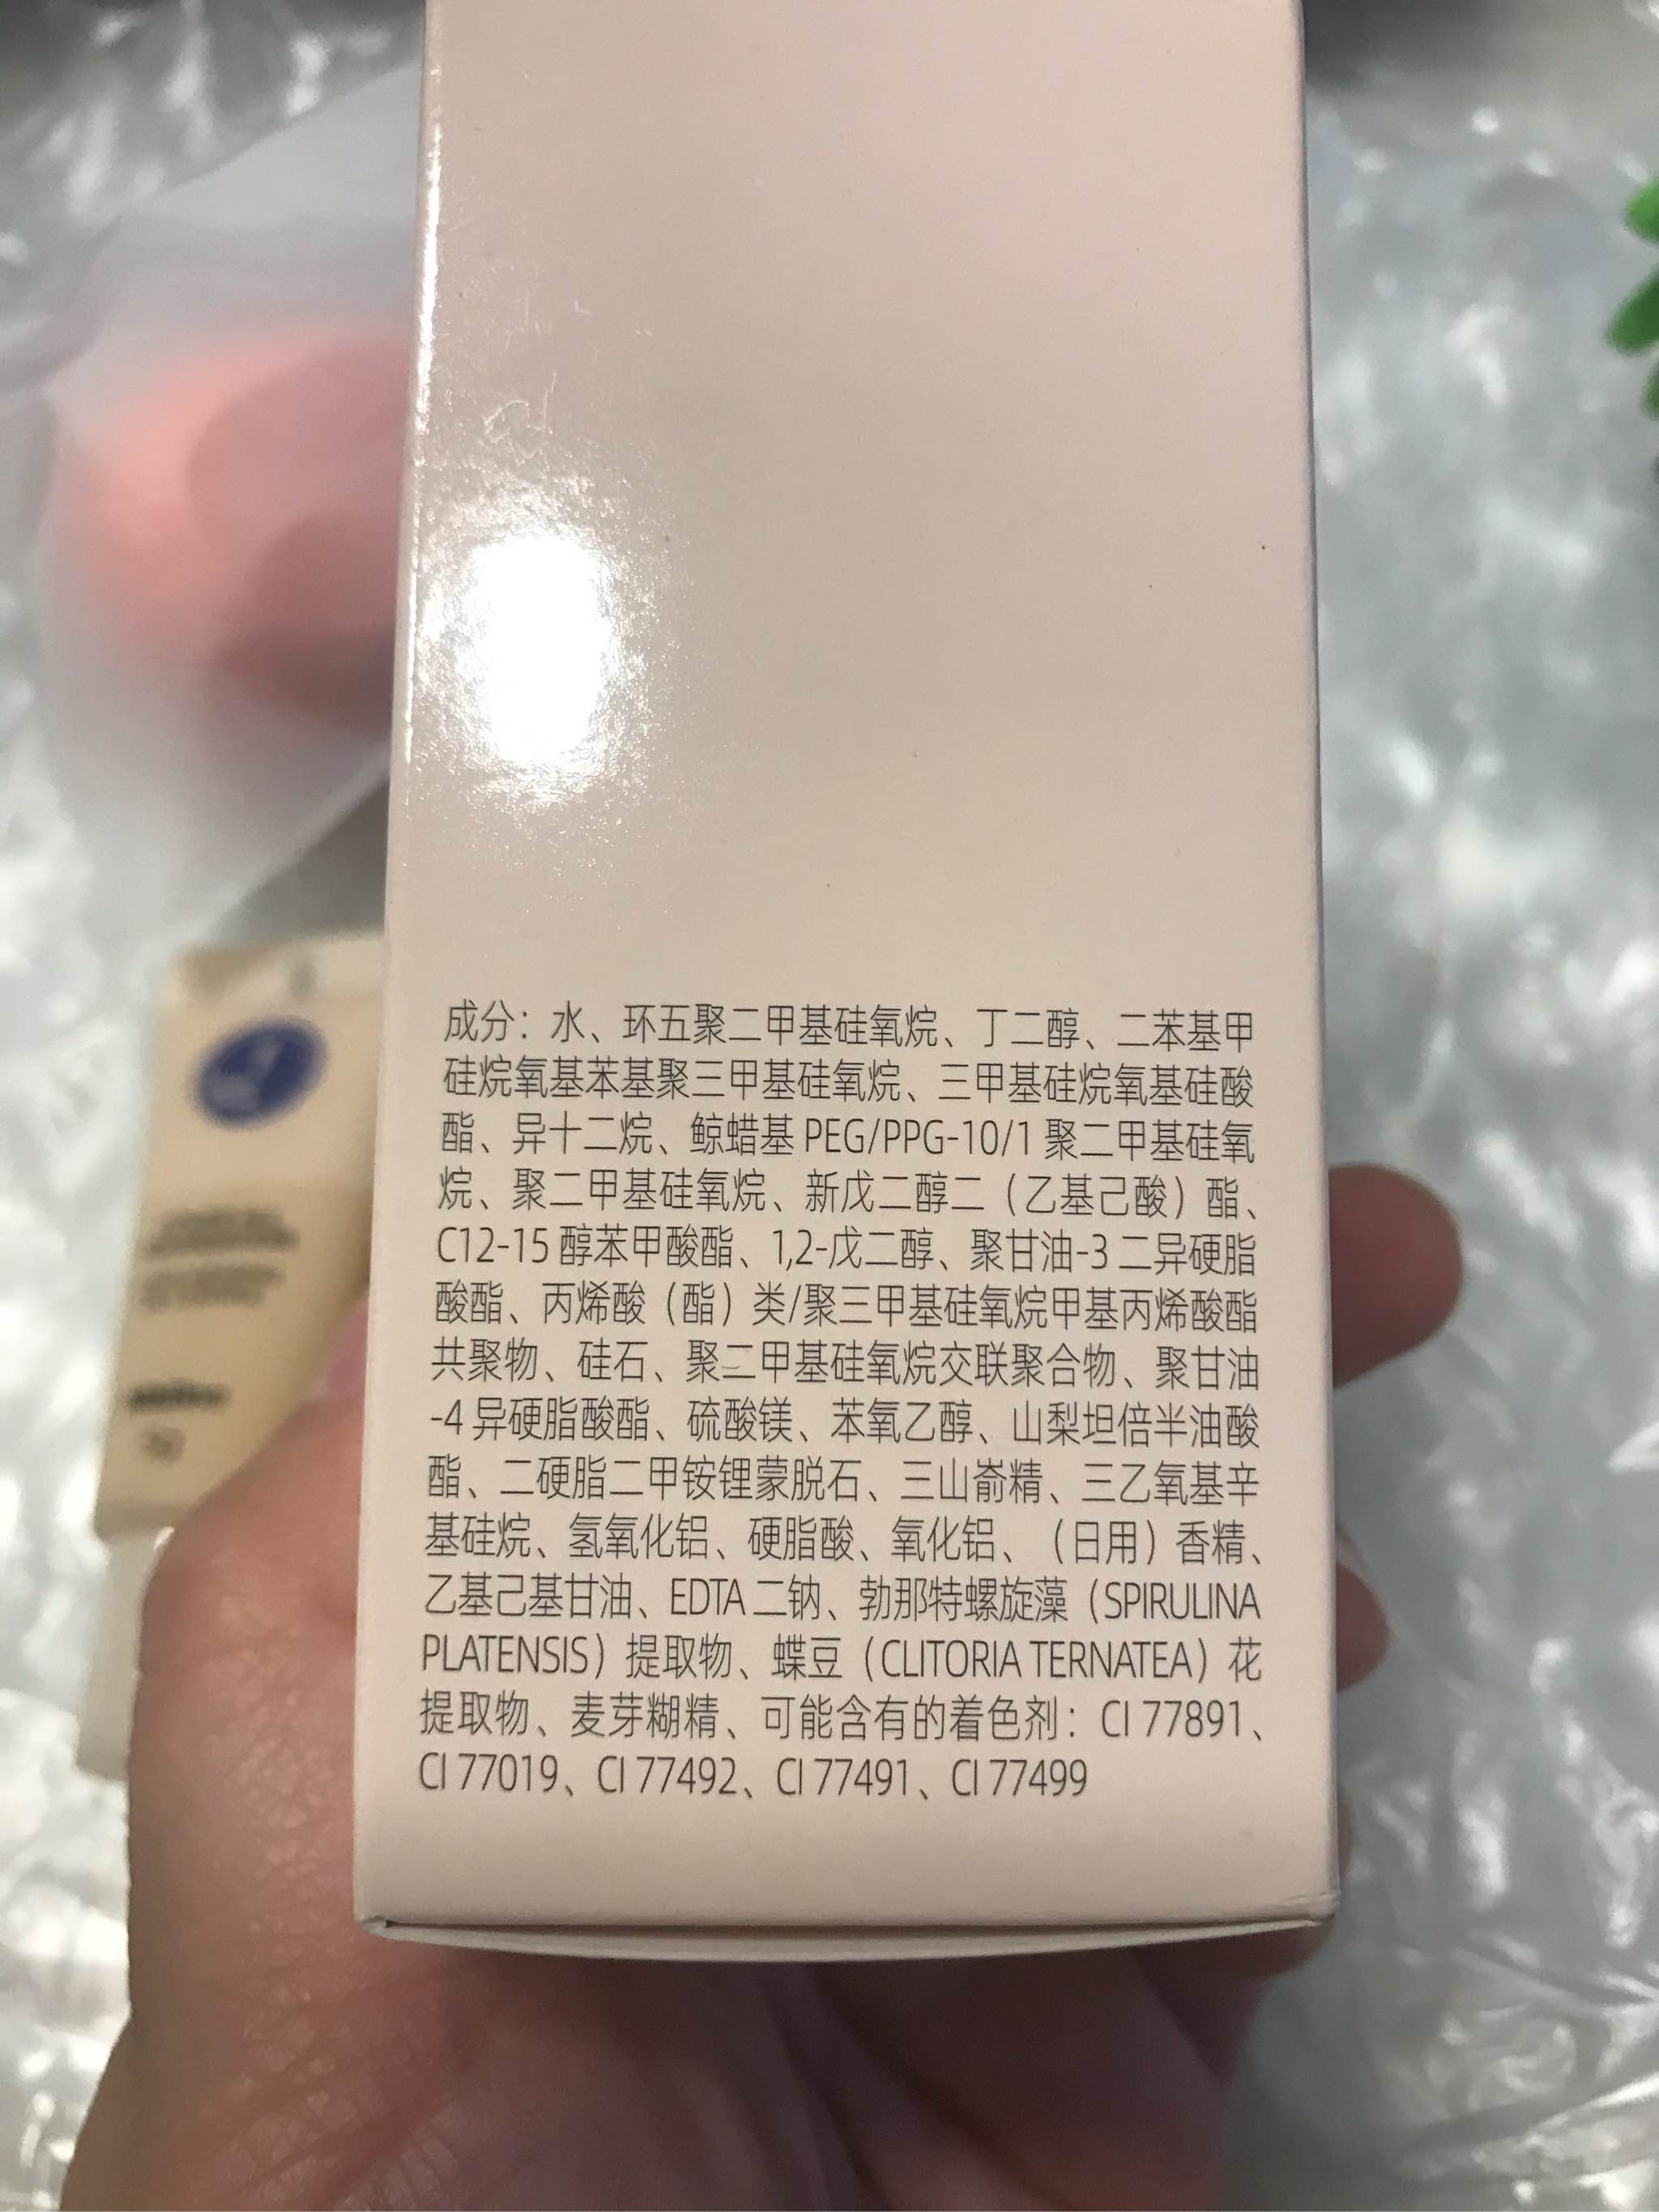 成分：水、环五聚二甲基硅氧烷、丁二醇、二苯基甲
硅烷氧基苯基聚三甲基硅氧烷、三甲基硅烷氧基硅酸
酯、异十二烷、鲸蜡基 PEG/PPG-10/1 聚二甲基硅氧
烷、聚二甲基硅氧烷、新戊二醇二（乙基己酸）酯、
C12-15 醇苯甲酸酯、1,2-戊二醇、聚甘油-3 二异硬脂
酸酯、丙烯酸（酯）类/聚三甲基硅氧烷甲基丙烯酸酯
共聚物、硅石、聚二甲基硅氧烷交联聚合物、聚甘油
-4 异硬脂酸酯、硫酸镁、苯氧乙醇、山梨坦倍半油酸
酯、二硬脂二甲铵锂蒙脱石、三山嵛精、三乙氧基辛
基硅烷、氢氧化铝、硬脂酸、氧化铝、（日用）香精、
乙基己基甘油、EDTA 二钠、勃那特螺旋藻（SPIRULINA
PLATENSIS）提取物、蝶豆（CLITORIA TERNATEA）花
提取物、麦芽糊精、可能含有的着色剂：CI 77891、
CI 77019、CI 77492、CI 77491、CI 77499